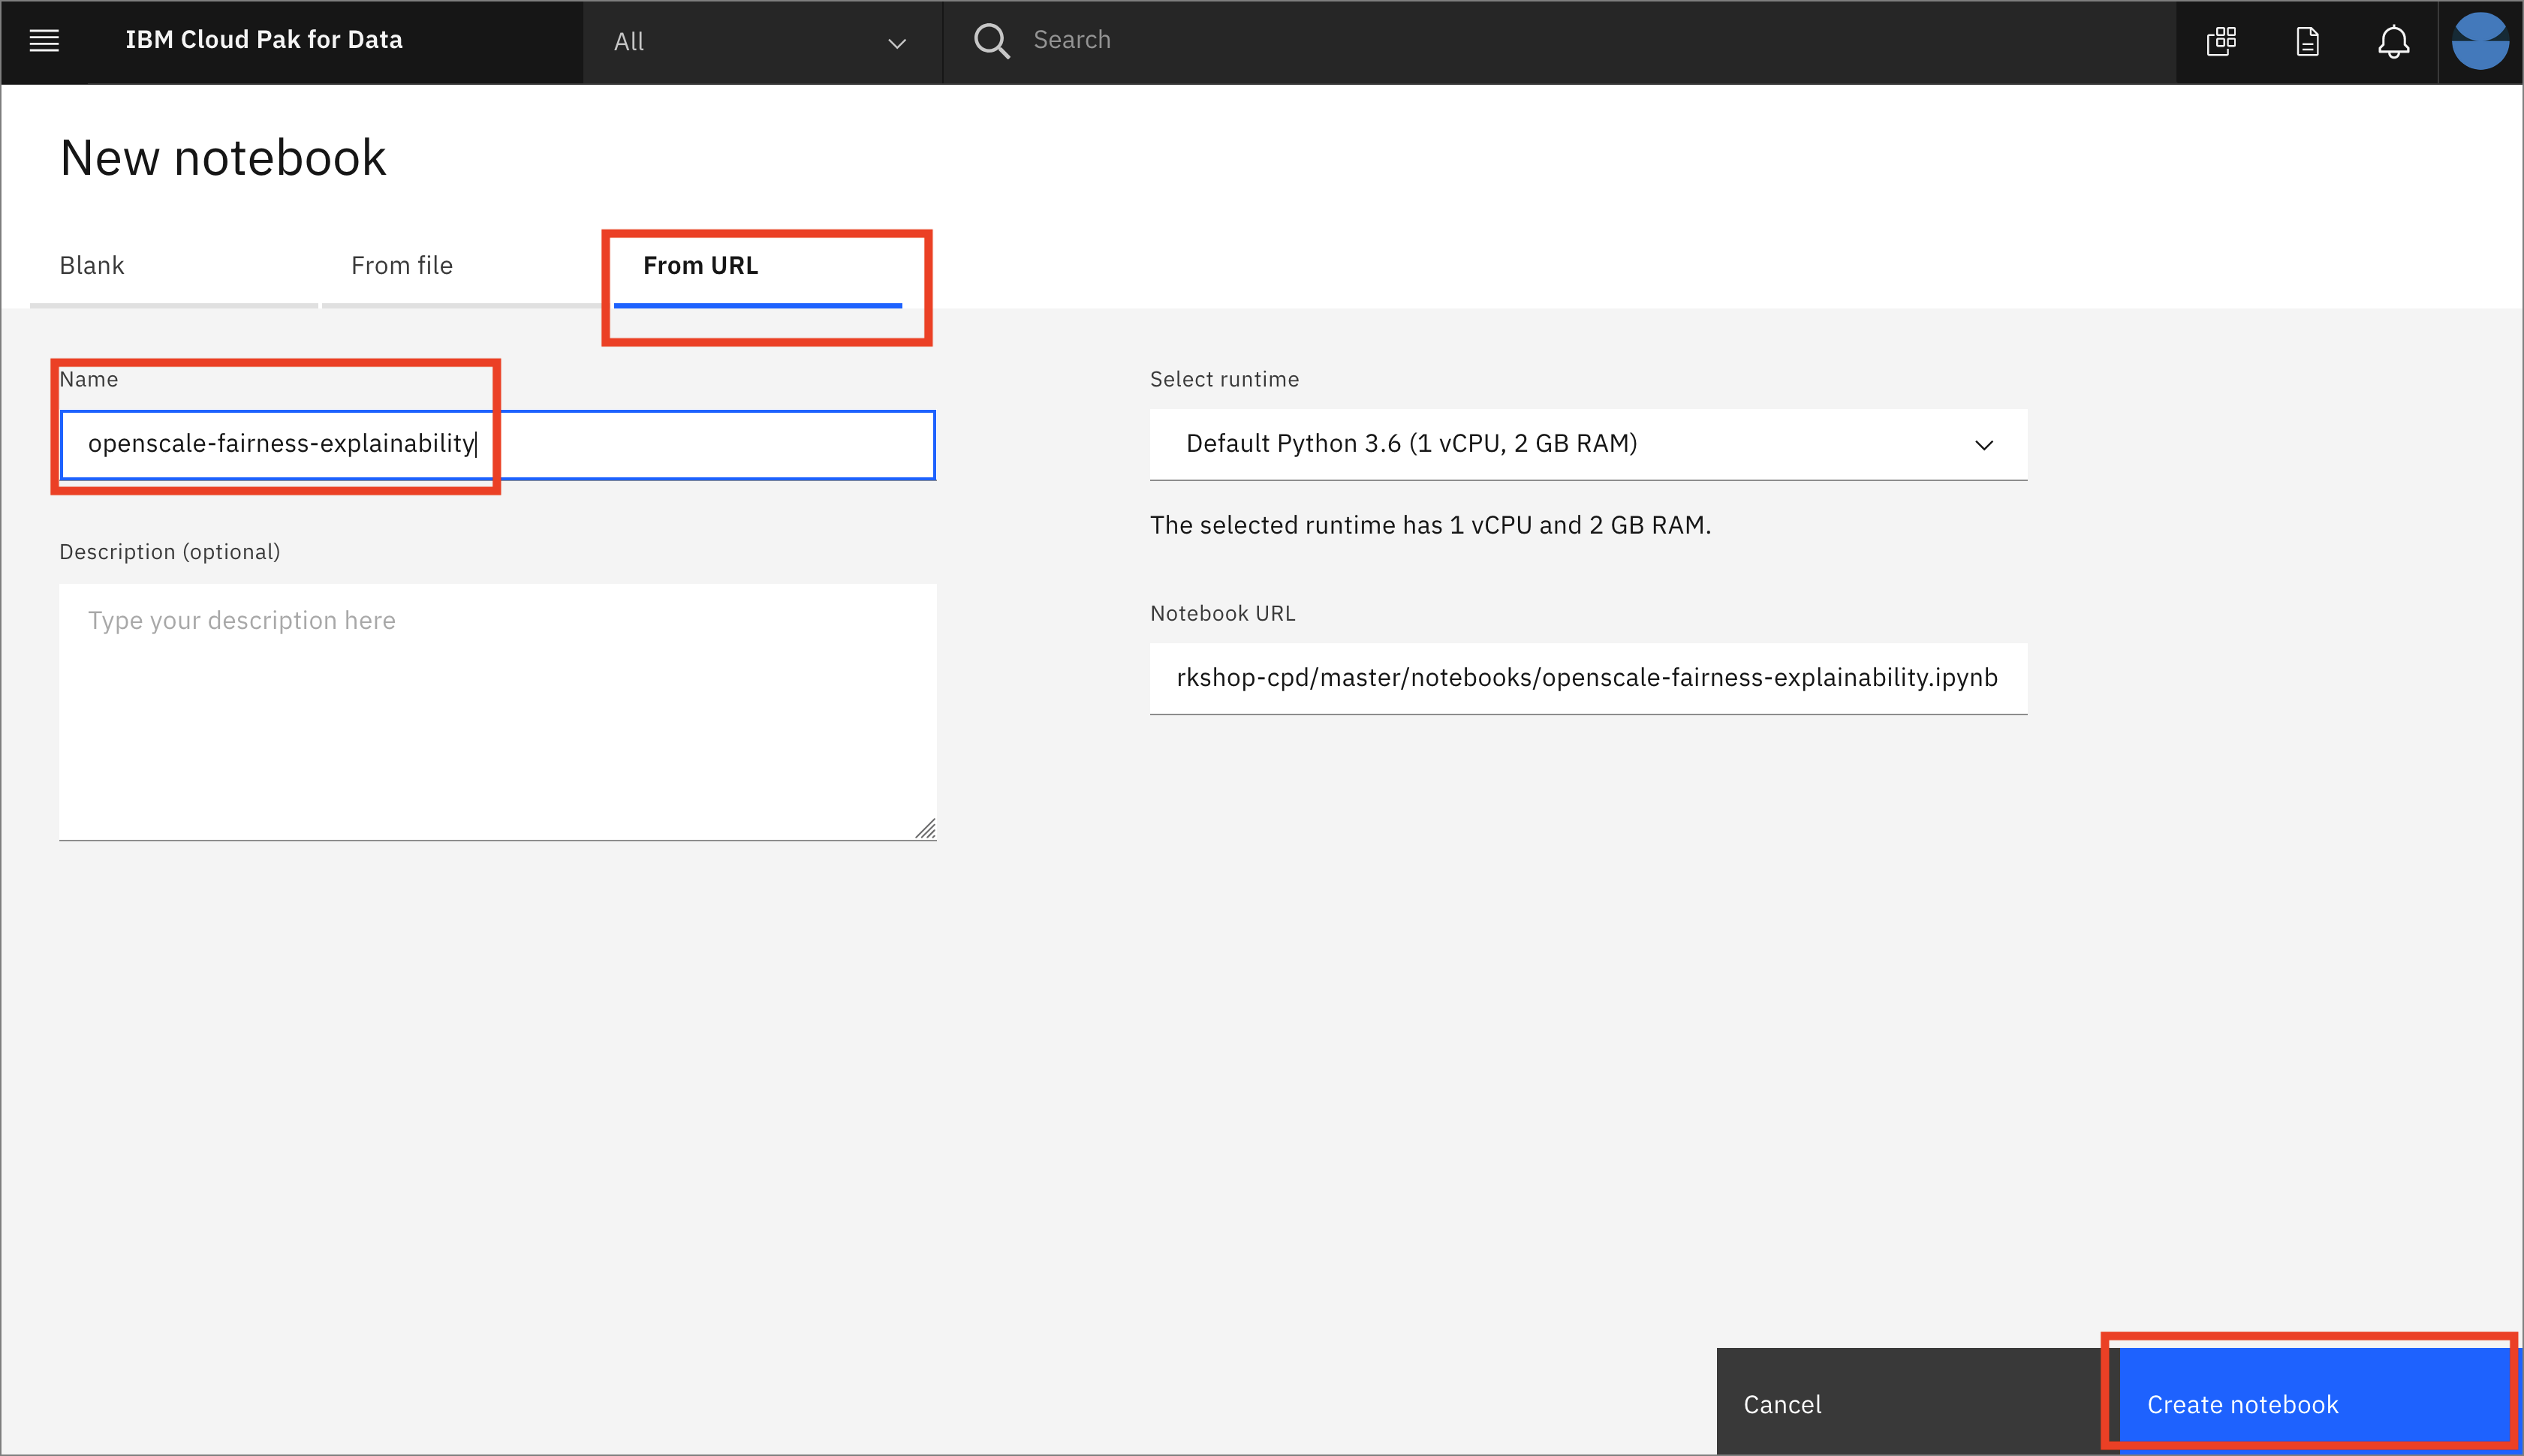 IBM Cloud Pak for Data
All
Search
New notebook
Blank
From file
From URL
Name
openscale-fairness-explainability
Description (optional)
Type your description here
Select runtime
Default Python 3.6 (1 vCPU, 2 GB RAM)
The selected runtime has 1 vCPU and 2 GB RAM.
Notebook URL
rkshop-cpd/master/notebooks/openscale-fairness-explainability.ipynb
Cancel
Create notebook